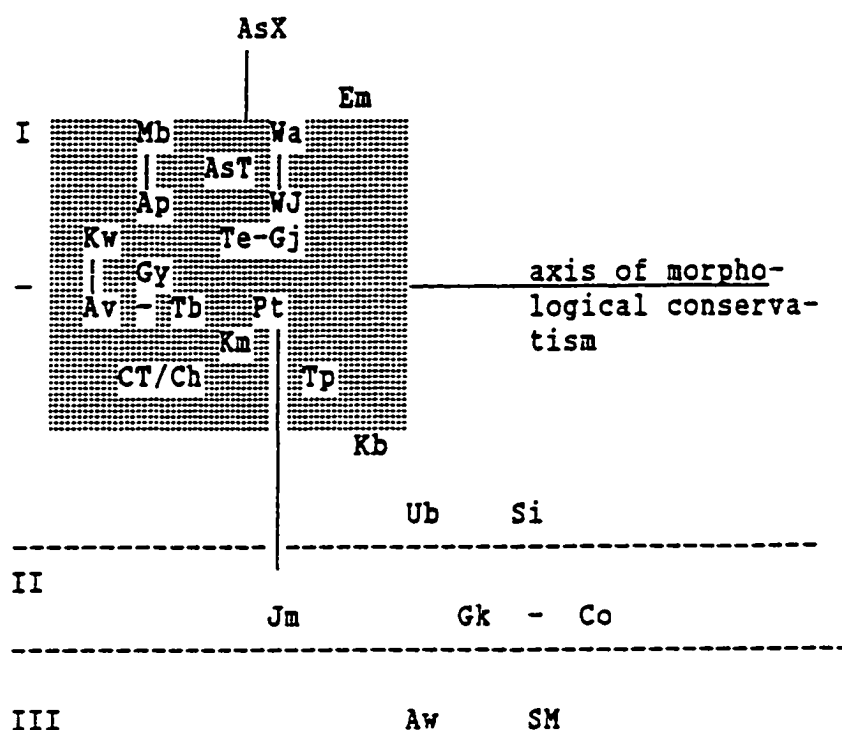 AsX
Em
I Mb Wa
AsT
Ap WJ
Kw Te-Gj
Gy axis of morpho-
- Av - Tb Pt logical conserva-
Km tism
CT/Ch Tp
Kb
Ub Si
II
Jm Gk - Co
III Aw SM